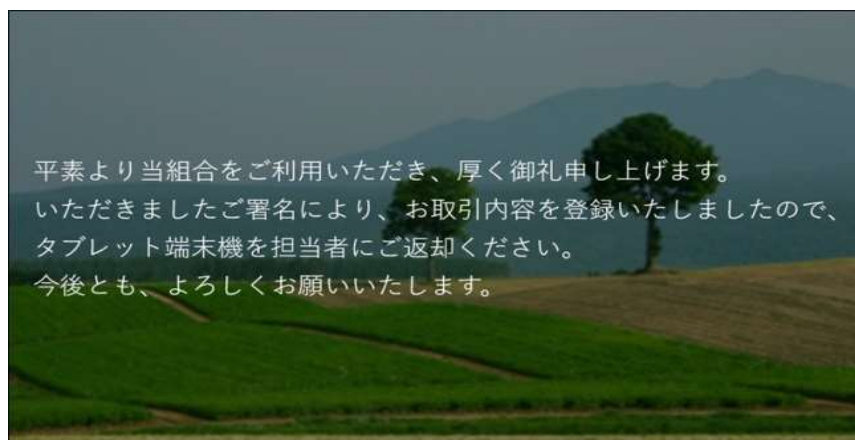 平素より当組合をご利用いただき、厚く御礼申し上げます。
いただきましたご署名により、お取引内容を登録いたしましたので、
タブレット端末機を担当者にご返却ください。
今後とも、よろしくお願いいたします。